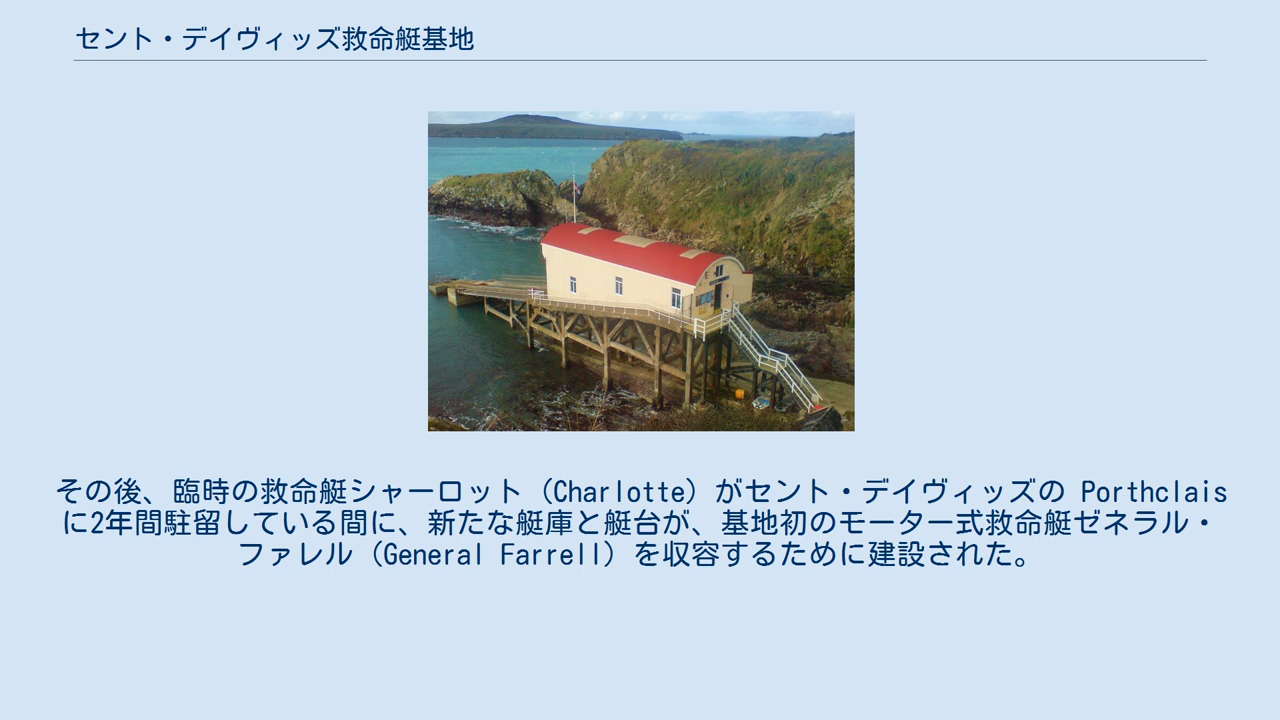 セント・デイヴィッズ救命艇基地
その後、臨時の救命艇シャーロット（Charlotte）がセント・デイヴィッズの Porthclais
に2年間駐留している間に、新たな艇庫と艇台が、基地初のモーター式救命艇ゼネラル・
ファレル（General Farrell）を収容するために建設された。